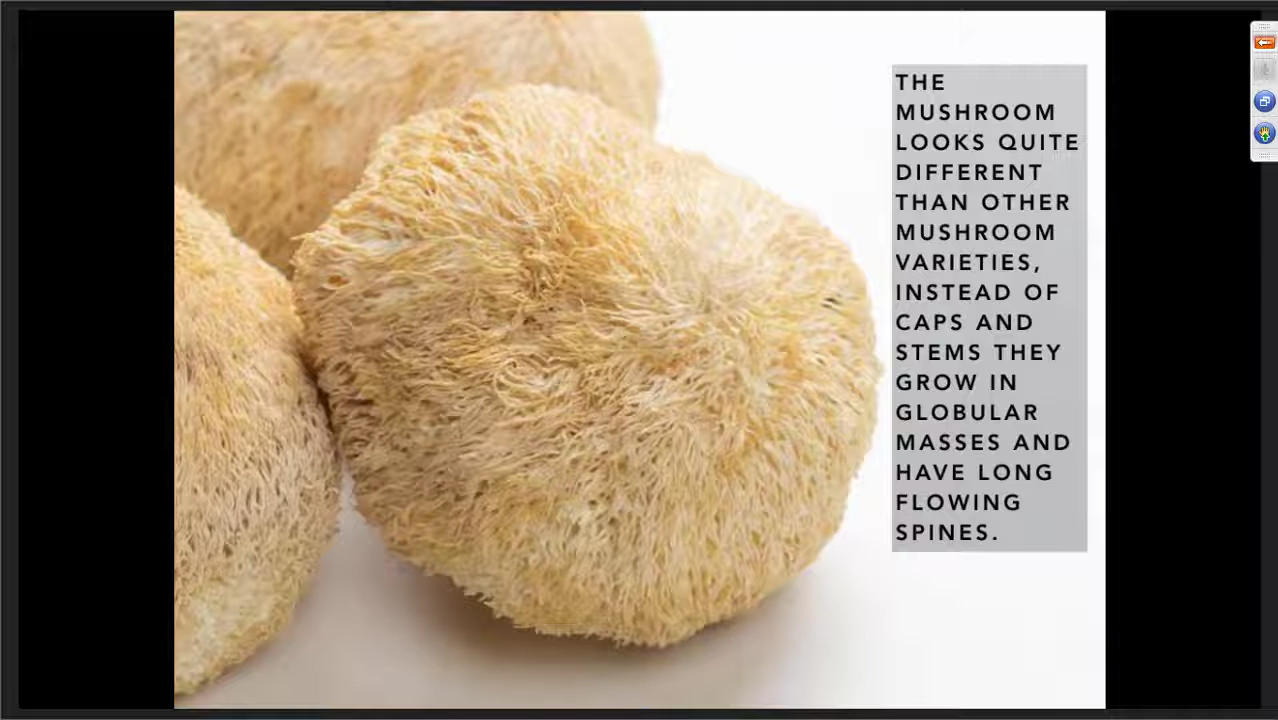 THE
MUSHROOM
LOOKS QUITE
DIFFERENT
THAN OTHER
MUSHROOM
VARIETIES,
INSTEAD OF
CAPS AND
STEMS THEY
GROW IN
GLOBULAR
MASSES AND
HAVE LONG
FLOWING
SPINES.